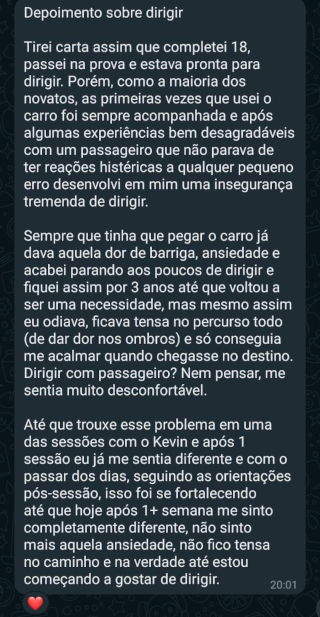 Depoimento sobre dirigir
Tirei carta assim que completei 18,
passei na prova e estava pronta para
dirigir. Porém, como a maioria dos
novatos, as primeiras vezes que usei o
carro foi sempre acompanhada e após
algumas experiências bem desagradáveis
com um passageiro que não parava de
ter reações histéricas a qualquer pequeno
erro desenvolvi em mim uma insegurança
tremenda de dirigir.
Sempre que tinha que pegar o carro já
dava aquela dor de barriga, ansiedade e
acabei parando aos poucos de dirigir e
fiquei assim por 3 anos até que voltou a
ser uma necessidade, mas mesmo assim
eu odiava, ficava tensa no percurso todo
(de dar dor nos ombros) e só conseguia
me acalmar quando chegasse no destino.
Dirigir com passageiro? Nem pensar, me
sentia muito desconfortável.
Até que trouxe esse problema em uma
das sessões com o Kevin e após 1
sessão eu já me sentia diferente e com o
passar dos dias, seguindo as orientações
pós-sessão, isso foi se fortalecendo
até que hoje após 1+ semana me sinto
completamente diferente, não sinto
mais aquela ansiedade, não fico tensa
no caminho e na verdade até estou
começando a gostar de dirigir.
20:01